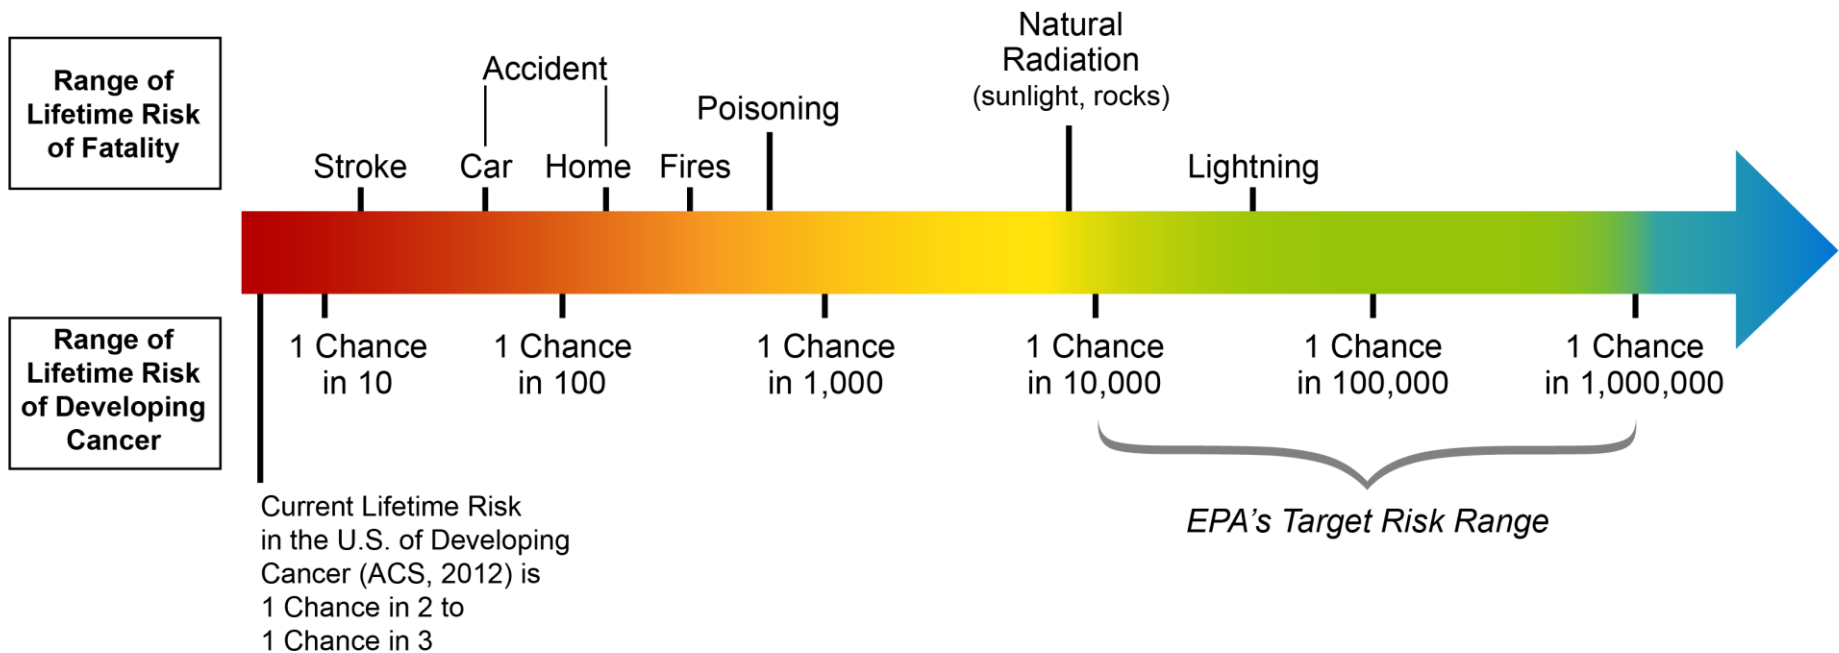 Range of
Lifetime Risk
of Fatality
Accident
Stroke
Car
Home
Fires
Poisoning
Natural
Radiation
(sunlight, rocks)
Lightning
Range of
Lifetime Risk
of Developing
Cancer
1 Chance
in 10
1 Chance
in 100
1 Chance
in 1,000
1 Chance
in 10,000
1 Chance
in 100,000
1 Chance
in 1,000,000
EPA’s Target Risk Range
Current Lifetime Risk
in the U.S. of Developing
Cancer (ACS, 2012) is
1 Chance in 2 to
1 Chance in 3